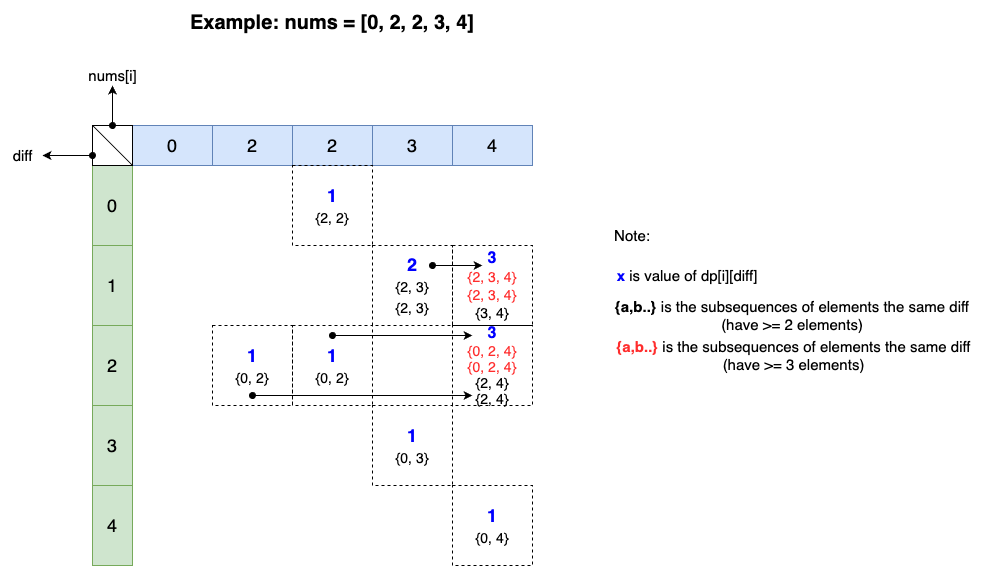 Example: nums = [0, 2, 2, 3, 4]
nums[i]
diff
0 2 2 3 4
0
1
{2, 2}
1
2
{2, 3}
{2, 3}
3
{2, 3, 4}
{2, 3, 4}
{3, 4}
2
1
{0, 2}
1
{0, 2}
3
{0, 2, 4}
{0, 2, 4}
{2, 4}
{2, 4}
3
1
{0, 3}
4
1
{0, 4}
Note:
x is value of dp[i][diff]
{a,b..} is the subsequences of elements the same diff
(have >= 2 elements)
{a,b..} is the subsequences of elements the same diff
(have >= 3 elements)